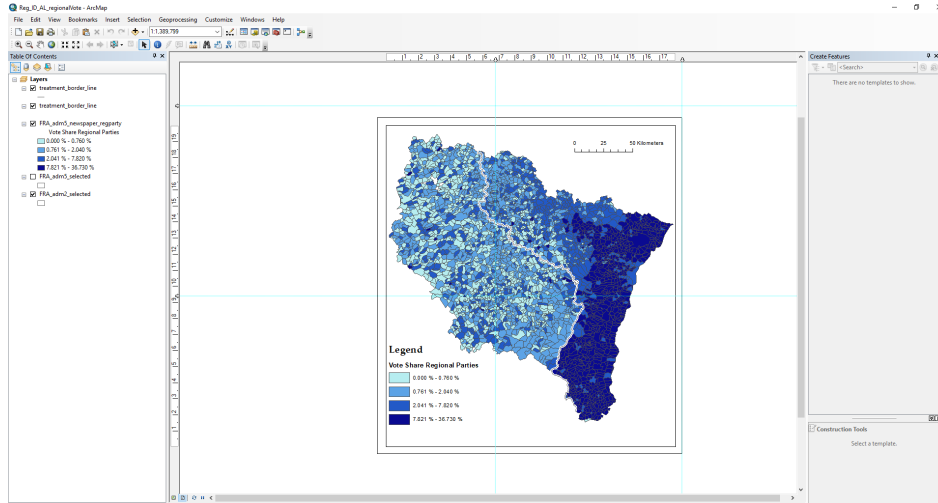 Reg_ID_AL_regionalVote - ArcMap
File Edit View Bookmarks Insert Selection Geoprocessing Customize Windows Help
1:1,389,799
Table Of Contents
Layers
treatment_border_line
treatment_border_line
FRA_adm5_newspaper_regparty
Vote Share Regional Parties
0.000 % - 0.760 %
0.761 % - 2.040 %
2.041 % - 7.820 %
7.821 % - 36.730 %
FRA_adm5_selected
FRA_adm2_selected
0 25 50 Kilometers
Legend
Vote Share Regional Parties
0.000 % - 0.760 %
0.761 % - 2.040 %
2.041 % - 7.820 %
7.821 % - 36.730 %
Create Features
<Search>
There are no templates to show.
Construction Tools
Select a template.